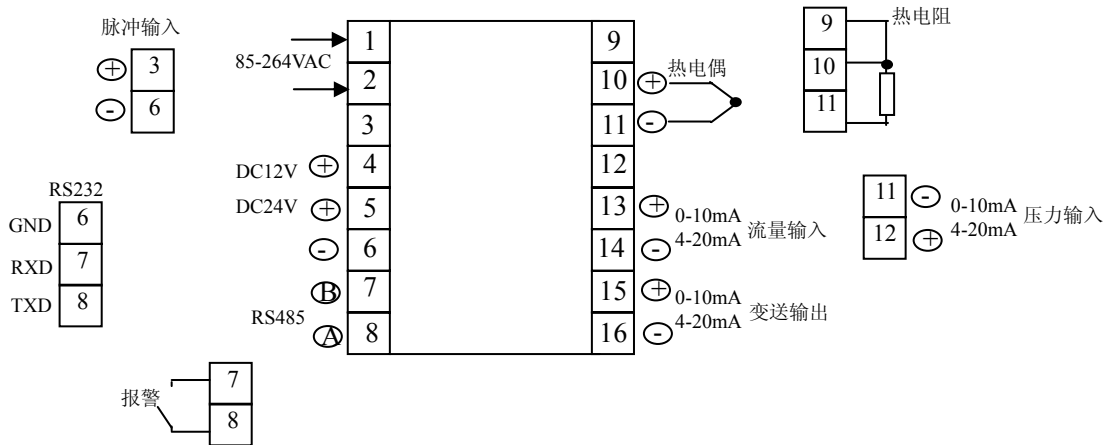 脉冲输入
+ 3
- 6
RS232
GND 6
RXD 7
TXD 8
报警
7
8
85-264VAC
1
2
3
DC12V + 4
DC24V + 5
- 6
B 7
RS485
A 8
9
10 + 热电偶
11 -
12
13 + 0-10mA
流量输入
14 - 4-20mA
15 + 0-10mA
变送输出
16 - 4-20mA
9 热电阻
10
11
11 - 0-10mA
压力输入
12 + 4-20mA